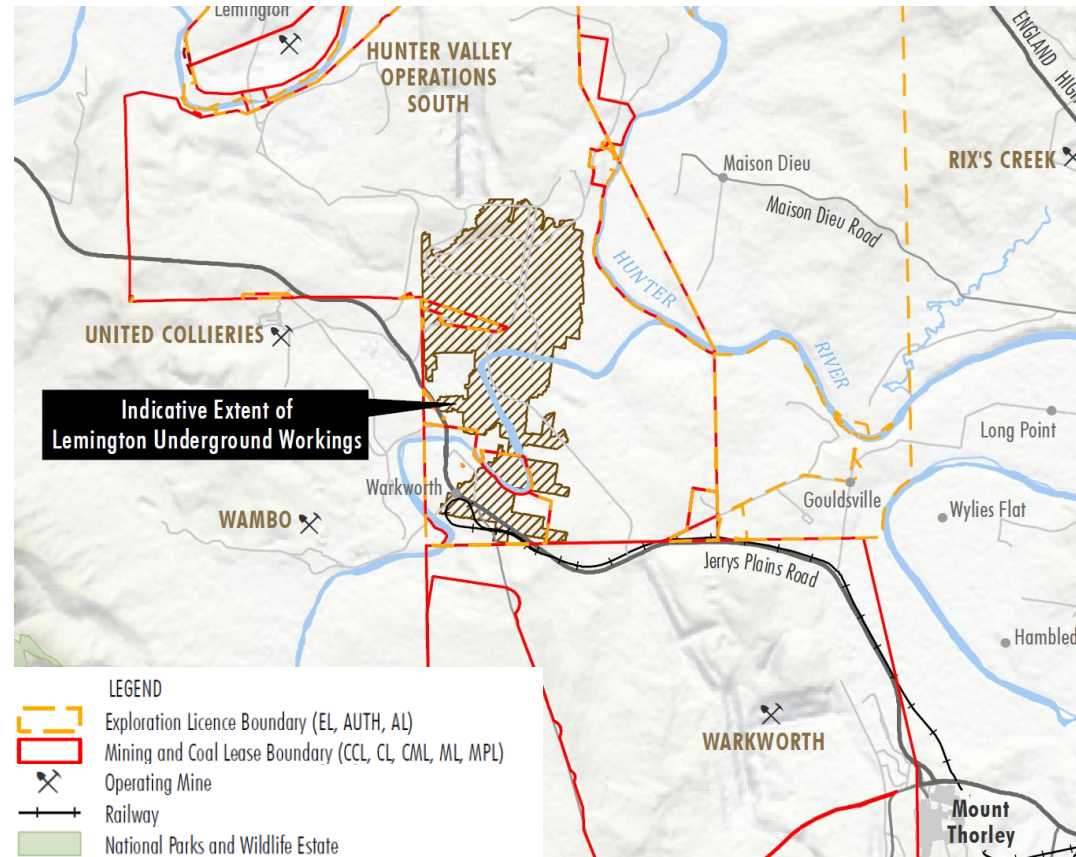 Lemington
HUNTER VALLEY
OPERATIONS
SOUTH
ENGLAND HIGH
RIX'S CREEK
Maison Dieu
Maison Dieu Road
HUNTER
RIVER
UNITED COLLIERIES
Indicative Extent of
Lemington Underground Workings
Long Point
Gouldsville
Wylies Flat
Warkworth
WAMBO
Jerrys Plains Road
Hambled
WARKWORTH
Mount
Thorley
LEGEND
Exploration Licence Boundary (EL, AUTH, AL)
Mining and Coal Lease Boundary (CCL, CL, CML, ML, MPL)
Operating Mine
Railway
National Parks and Wildlife Estate